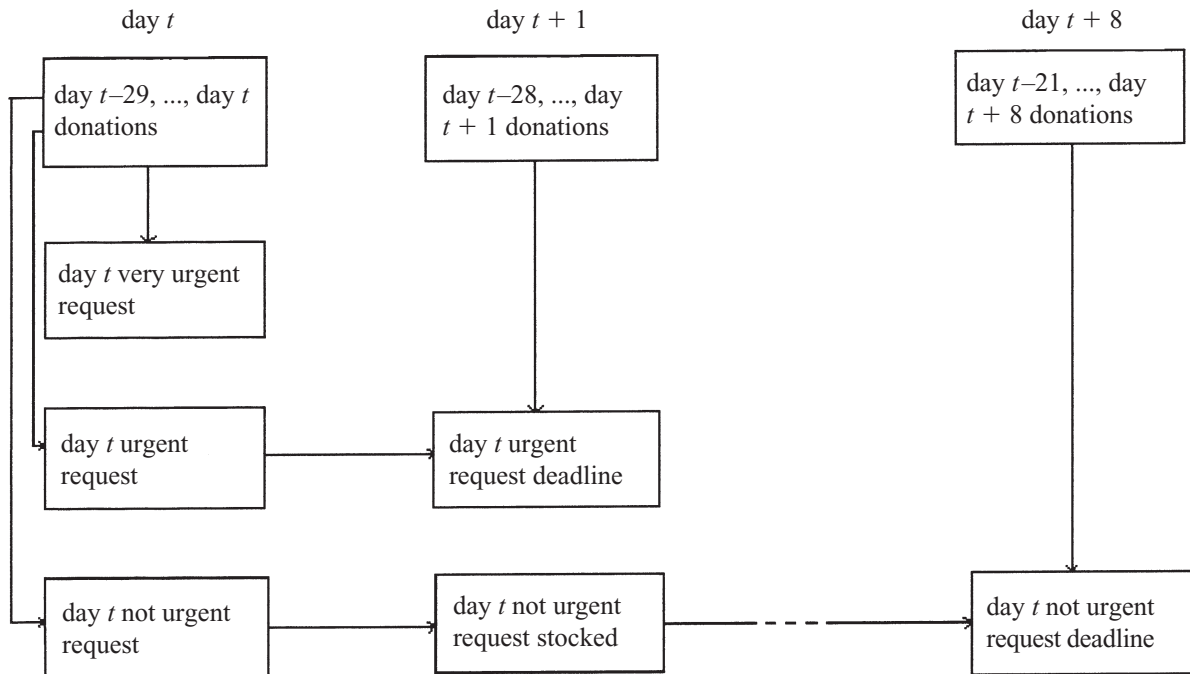 day t
day t + 1
day t + 8
day t–29, ..., day t
donations
day t–28, ..., day
t + 1 donations
day t–21, ..., day
t + 8 donations
day t very urgent
request
day t urgent
request
day t urgent
request deadline
day t not urgent
request
day t not urgent
request stocked
day t not urgent
request deadline